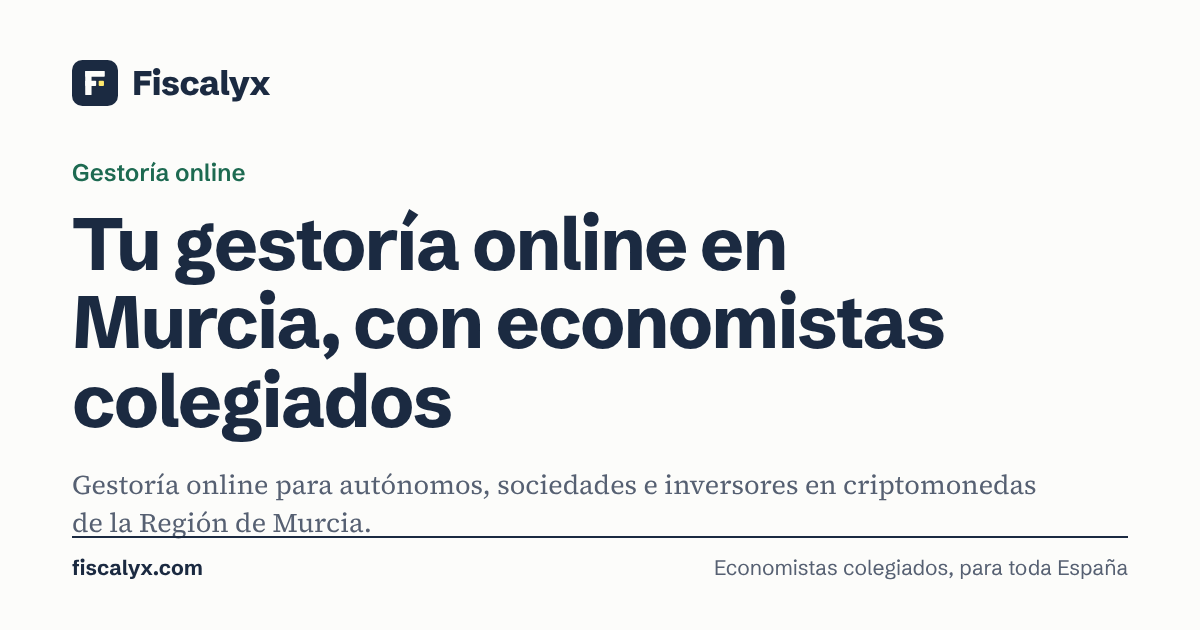 Fiscalyx
Gestoría online
Tu gestoría online en
Murcia, con economistas
colegiados
Gestoría online para autónomos, sociedades e inversores en criptomonedas
de la Región de Murcia.
fiscalyx.com
Economistas colegiados, para toda España